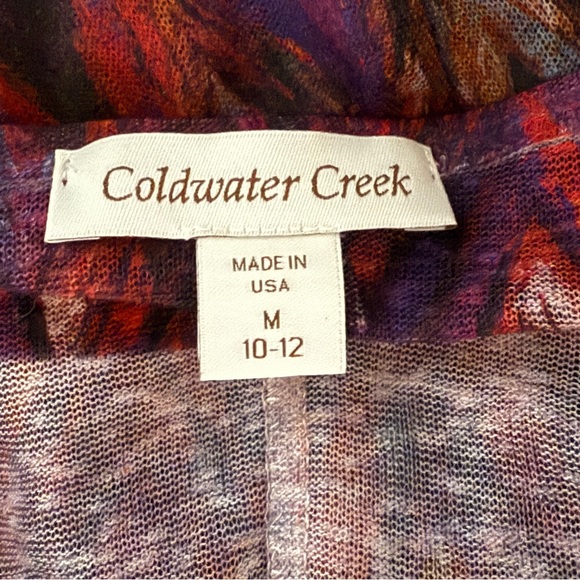 Coldwater Creek
MADE IN
USA
M
10-12